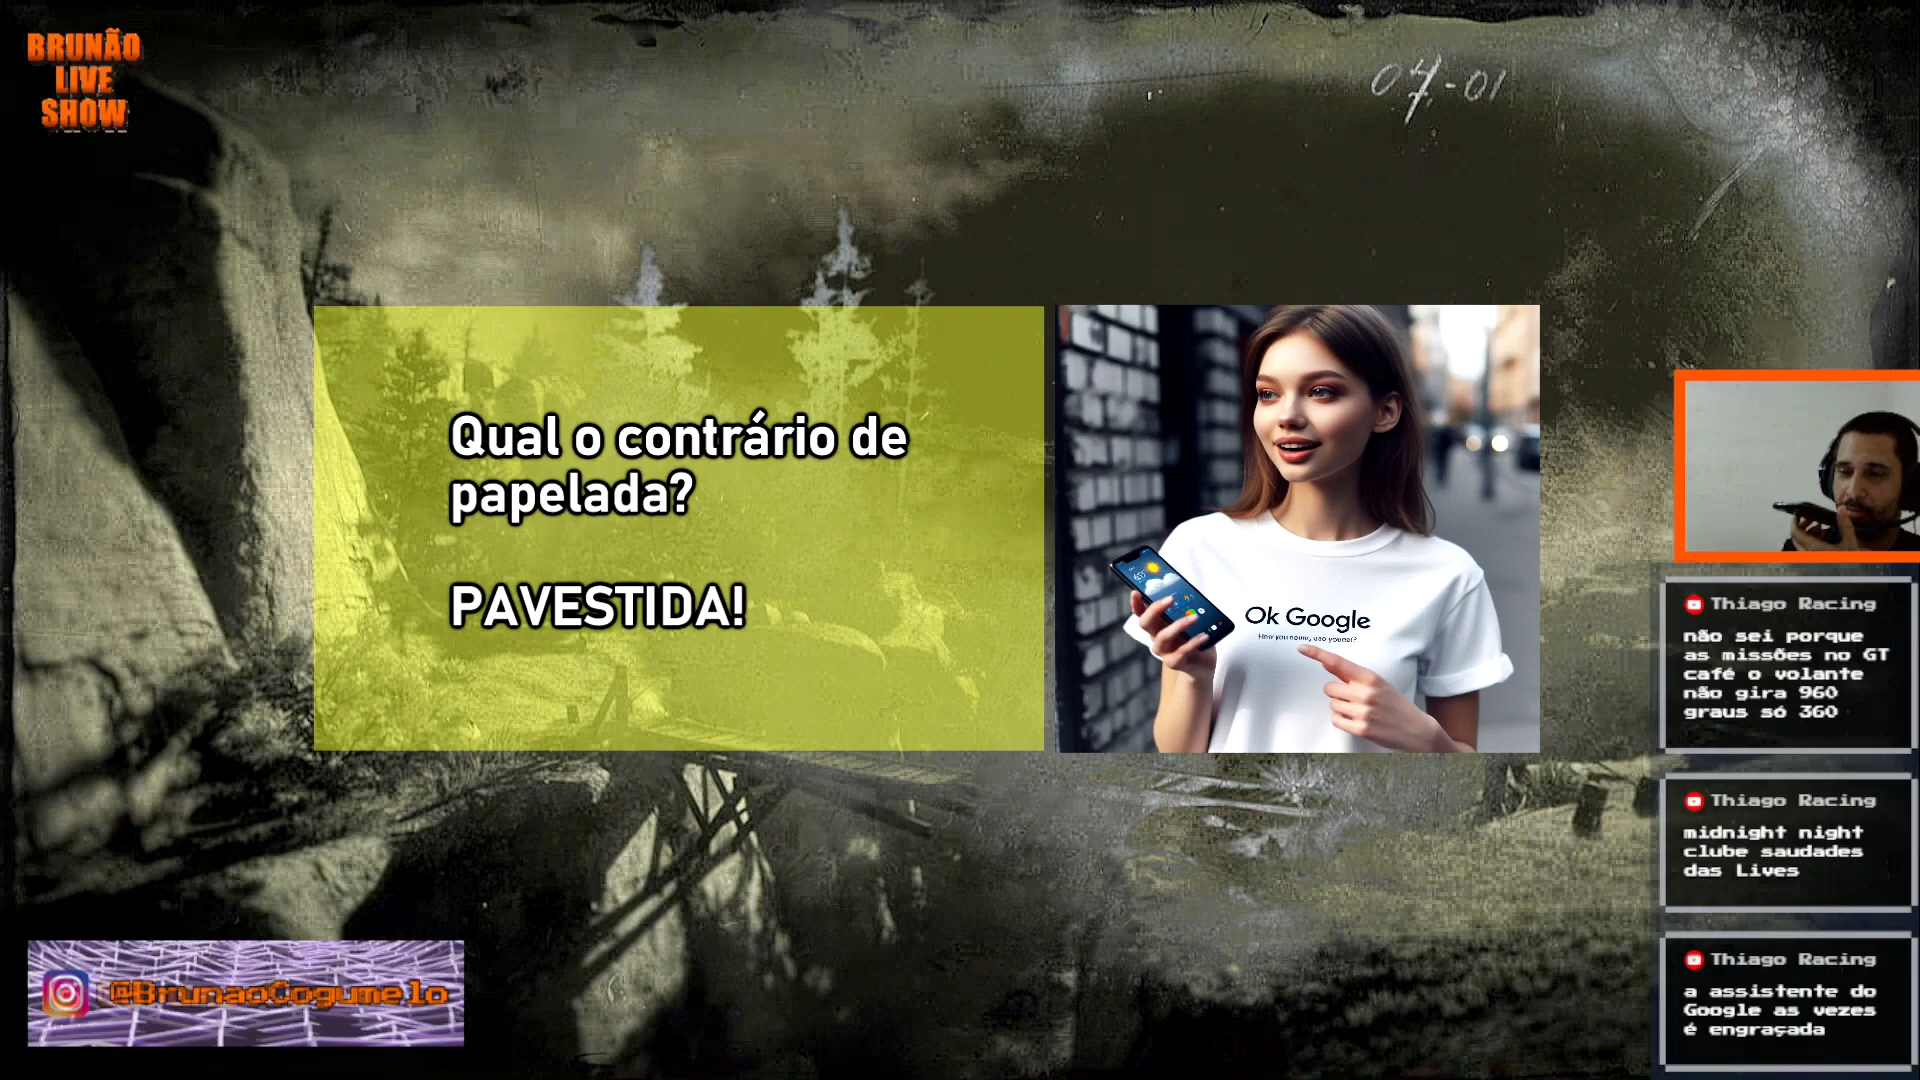 BRUNÃO
LIVE
SHOW
07-01
Qual o contrário de
papelada?
PAVESTIDA!
Ok Google
Thiago Racing
não sei porque
as missões no GT
café o volante
não gira 960
graus só 360
Thiago Racing
midnight night
clube saudades
das Lives
Thiago Racing
a assistente do
Google as vezes
é engraçada
@BrunaoCogumelo